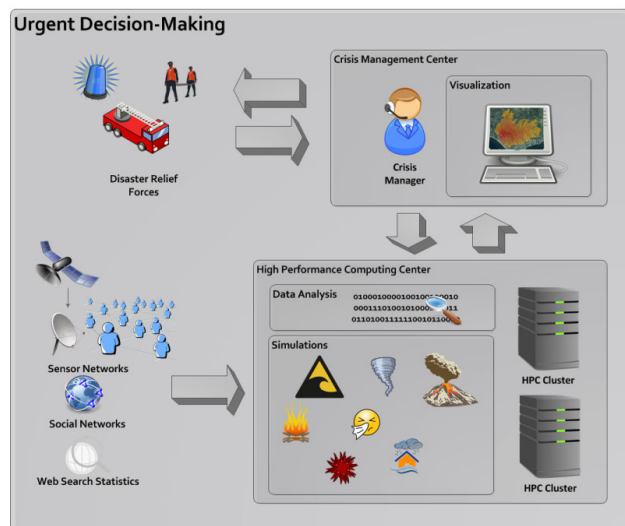 Urgent Decision-Making
Crisis Management Center
Visualization
Crisis
Manager
Disaster Relief
Forces
High Performance Computing Center
Data Analysis
Simulations
HPC Cluster
HPC Cluster
Sensor Networks
Social Networks
Web Search Statistics